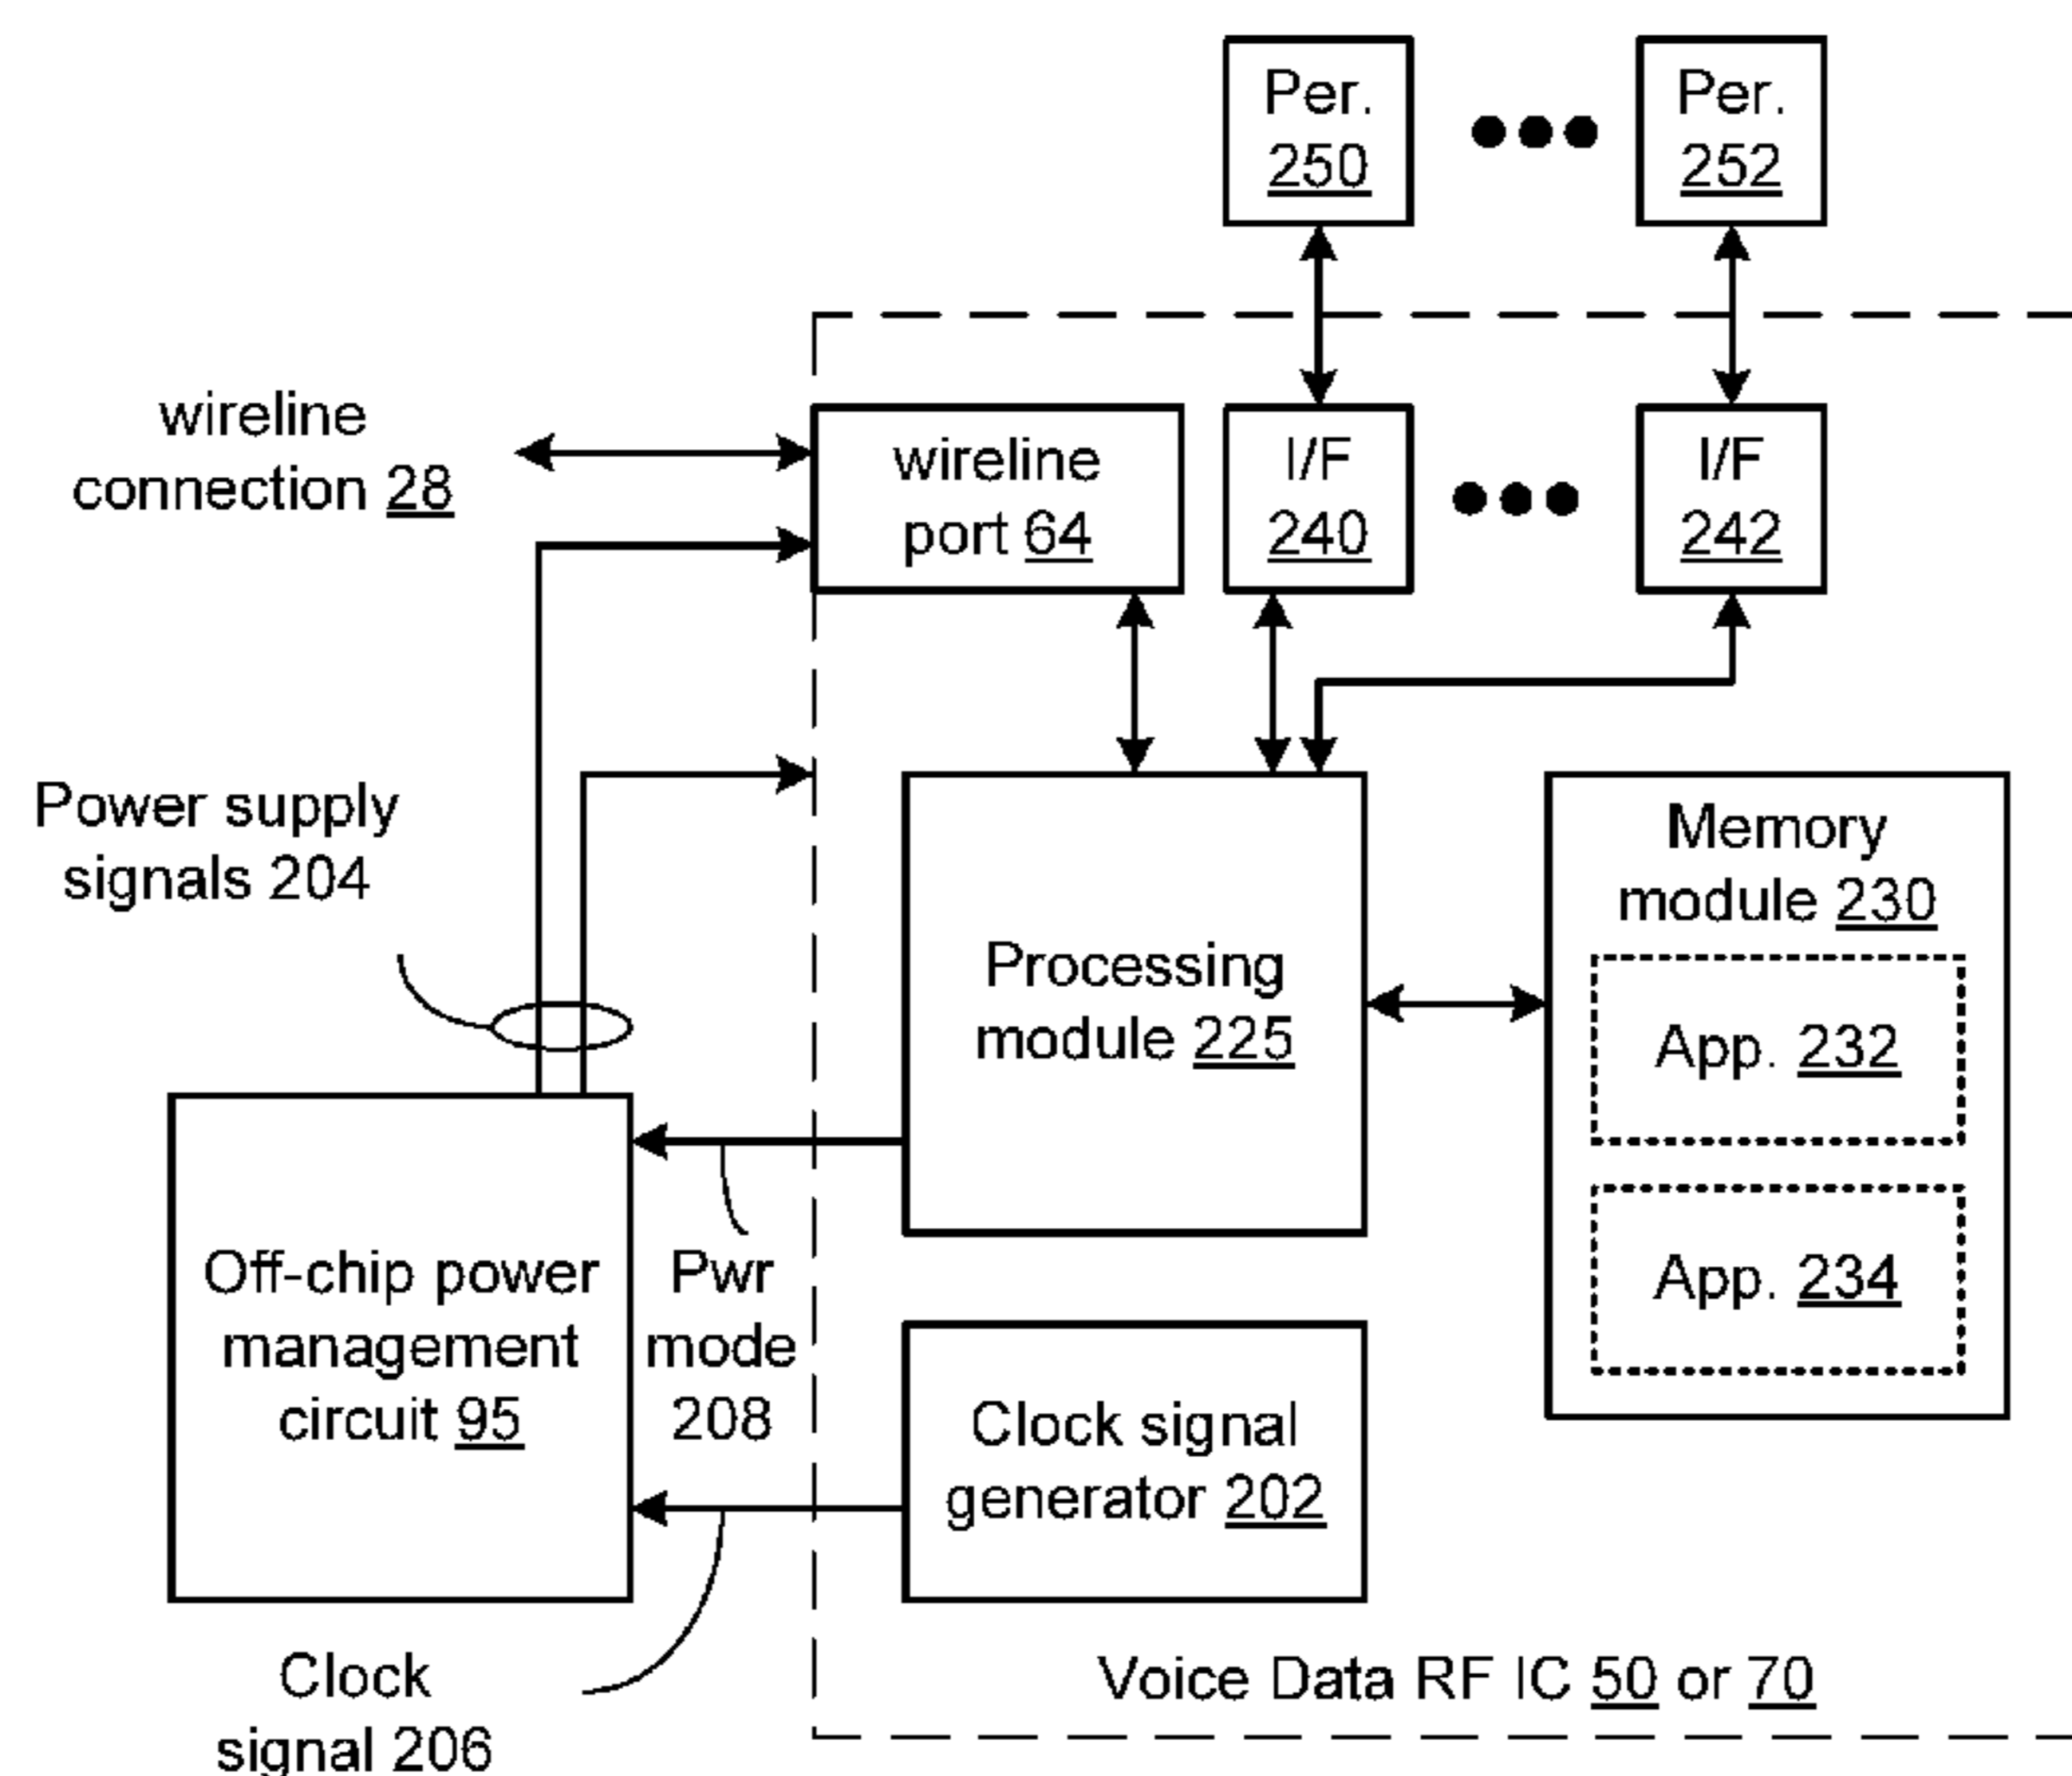 Per.
250
Per.
252
wireline
connection 28
wireline
port 64
I/F
240
I/F
242
Power supply
signals 204
Processing
module 225
Memory
module 230
App. 232
App. 234
Off-chip power
management
circuit 95
Pwr
mode
208
Clock signal
generator 202
Clock
signal 206
Voice Data RF IC 50 or 70